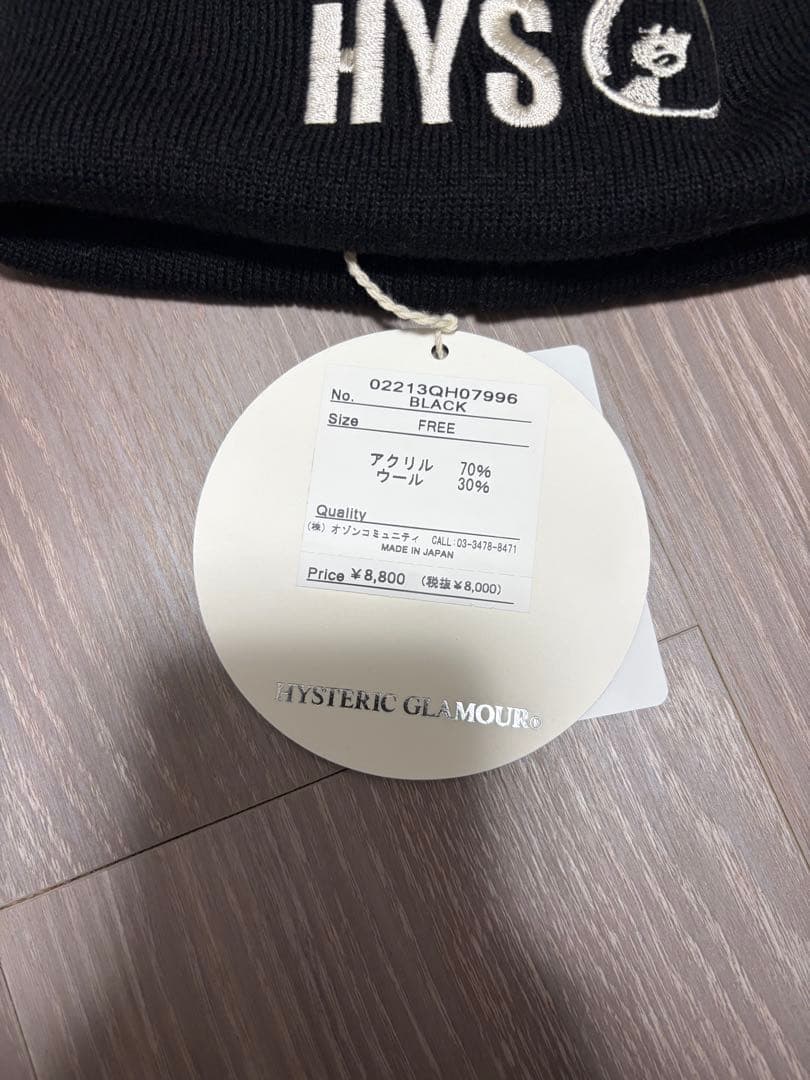 HYS
No. 02213QH07996
BLACK
Size FREE
アクリル 70%
ウール 30%
Quality
(株) オゾンコミュニティ CALL:03-3478-8471
MADE IN JAPAN
Price ¥8,800 (税抜¥8,000)
HYSTERIC GLAMOUR®